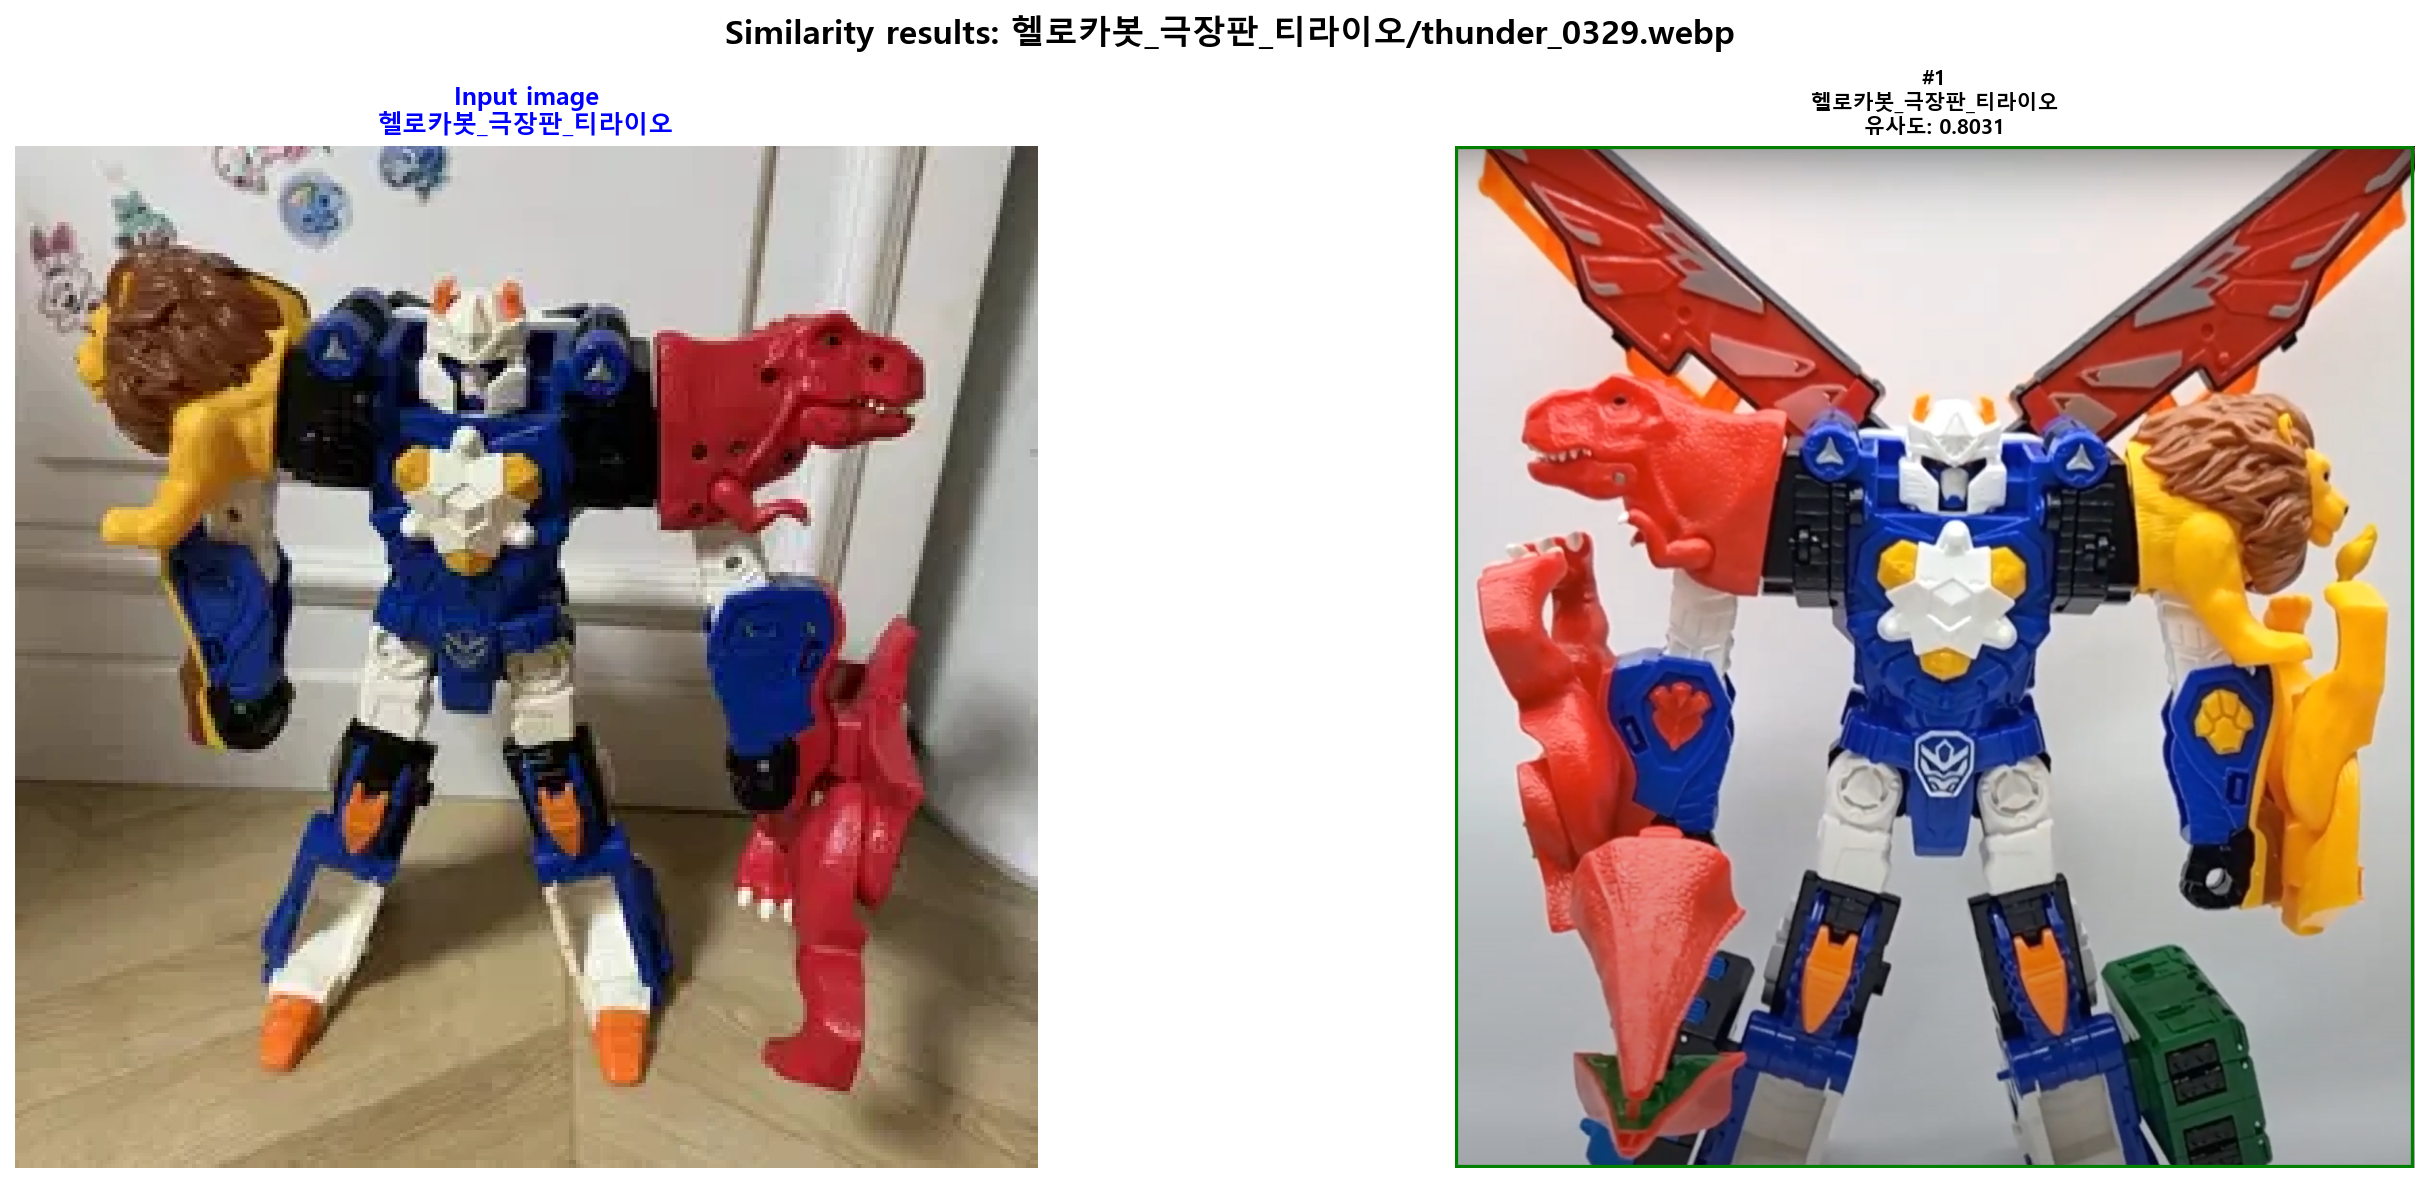 Similarity results: 헬로카봇_극장판_티라이오/thunder_0329.webp
Input image
헬로카봇_극장판_티라이오
#1
헬로카봇_극장판_티라이오
유사도: 0.8031